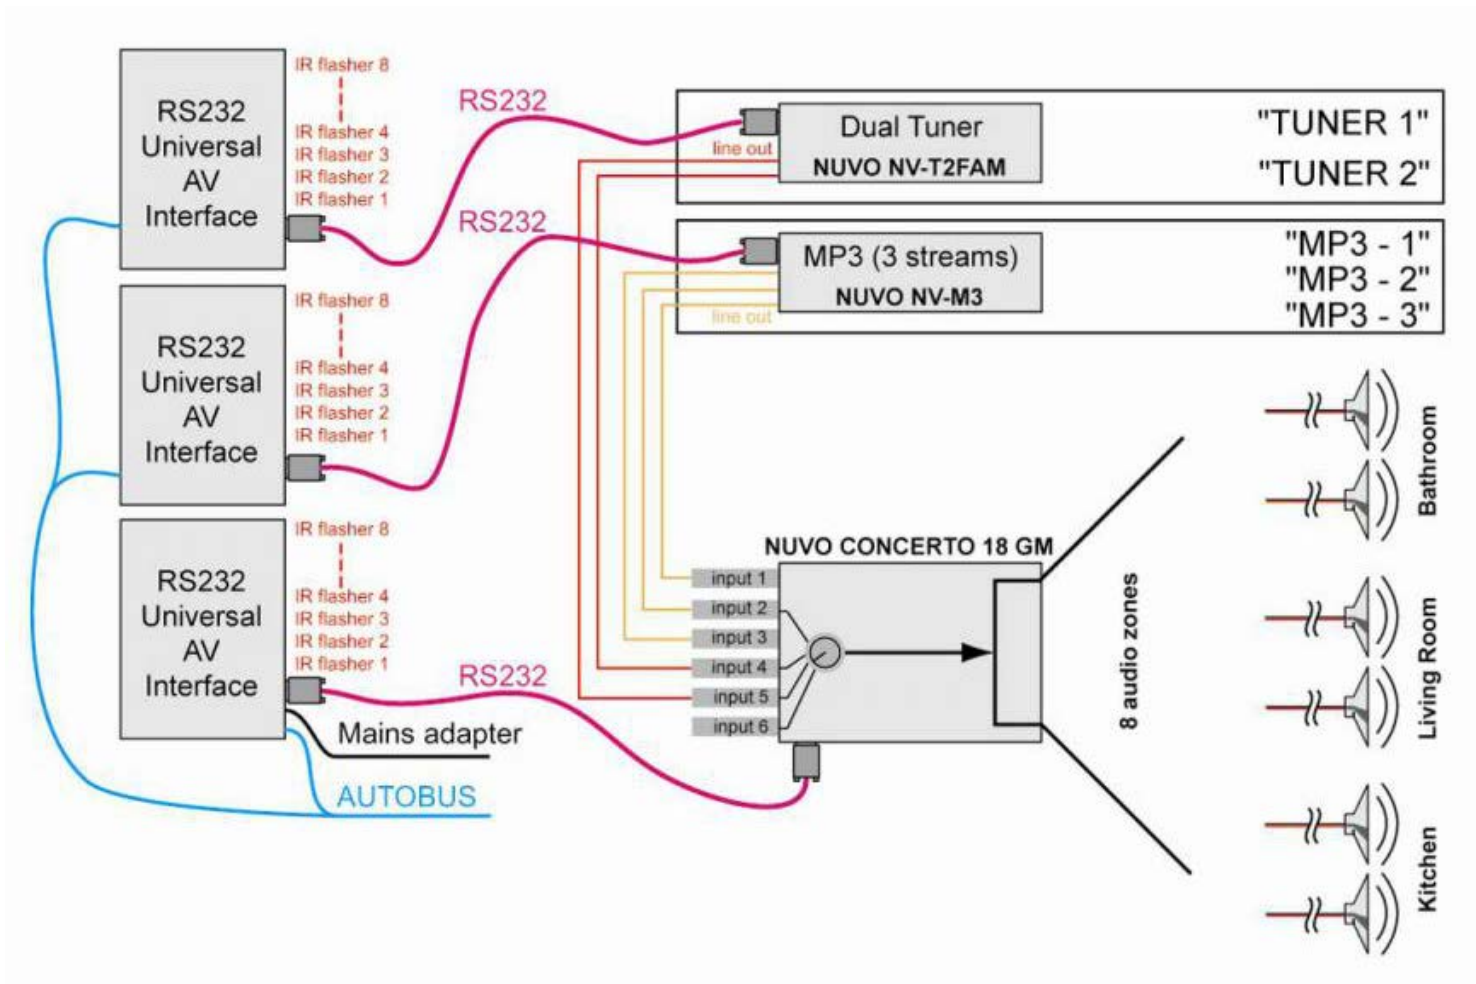 RS232
Universal
AV
Interface
IR flasher 8
IR flasher 4
IR flasher 3
IR flasher 2
IR flasher 1
RS232
line out
Dual Tuner
NUVO NV-T2FAM
"TUNER 1"
"TUNER 2"
RS232
Universal
AV
Interface
IR flasher 8
IR flasher 4
IR flasher 3
IR flasher 2
IR flasher 1
RS232
MP3 (3 streams)
NUVO NV-M3
line out
"MP3 - 1"
"MP3 - 2"
"MP3 - 3"
RS232
Universal
AV
Interface
IR flasher 8
IR flasher 4
IR flasher 3
IR flasher 2
IR flasher 1
RS232
Mains adapter
AUTOBUS
NUVO CONCERTO 18 GM
input 1
input 2
input 3
input 4
input 5
input 6
8 audio zones
Bathroom
Living Room
Kitchen